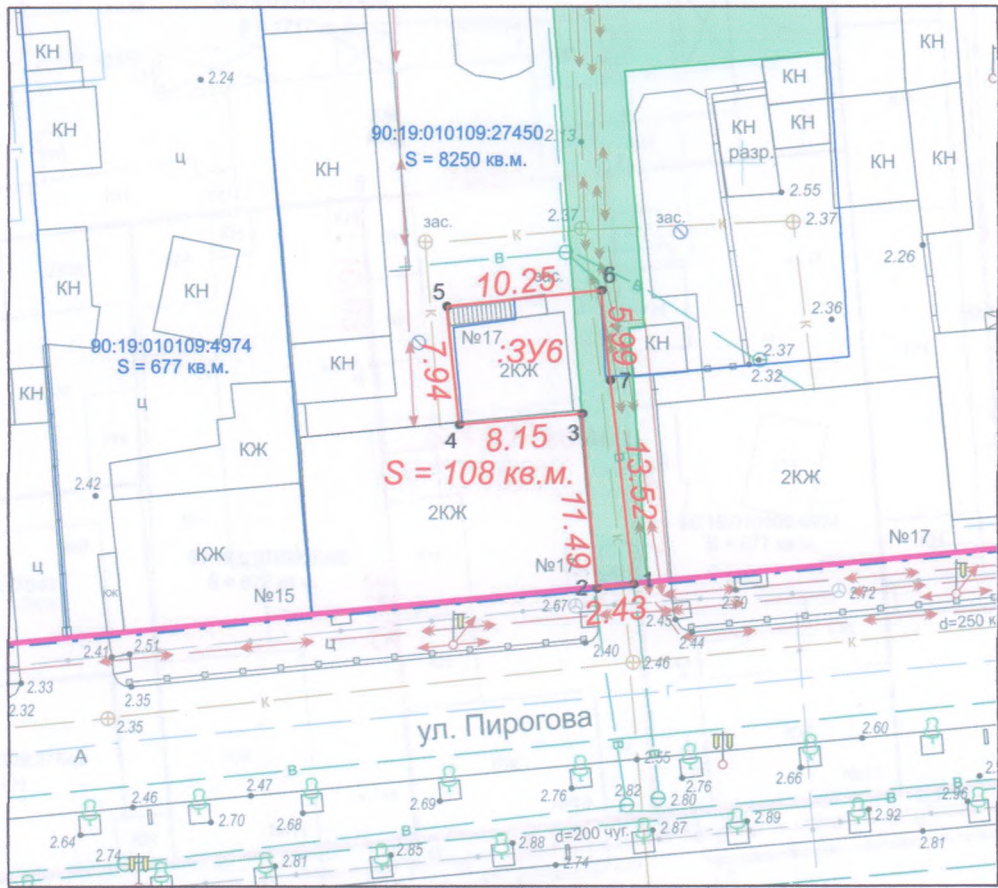 КН
КН
КН
КН
2.24
КН
КН
КН
90:19:010109:27450
2.13
КН
разр.
S = 8250 кв.м.
ц
КН
КН
КН
2.55
зас.
2.37
зас.
2.37
К
К
2.26
В
зас.
в
КН
КН
10.25
6
5
5.99
2.36
К
№17
:ЗУ6
КН
2.37
90:19:010109:4974
S = 677 кв.м.
КН
7.94
2КЖ
7
2.32
КН
ц
8.15
3
4
КЖ
S = 108 кв.м.
13.52
2КЖ
2.42
2КЖ
11.49
в
КЖ
№17
ц
№17
К
кж
№15
2
1
2.43
2.67
2.70
2.72
2.45
2.44
d=250 к
2.51
2.41
ц
2.40
К
2.46
2.33
2.35
К
2.32
2.35
Г
ул. Пирогова
А
В
В
2.60
2.55
2.47
В
2.66
2.46
2.76
2.76
2.69
2.82
2.80
2.96
2.70
2.68
2.64
В
2.92
2.89
2.87
В
2.88
d=200 чуг.
2.74
2.85
2.81
2.74
2.81